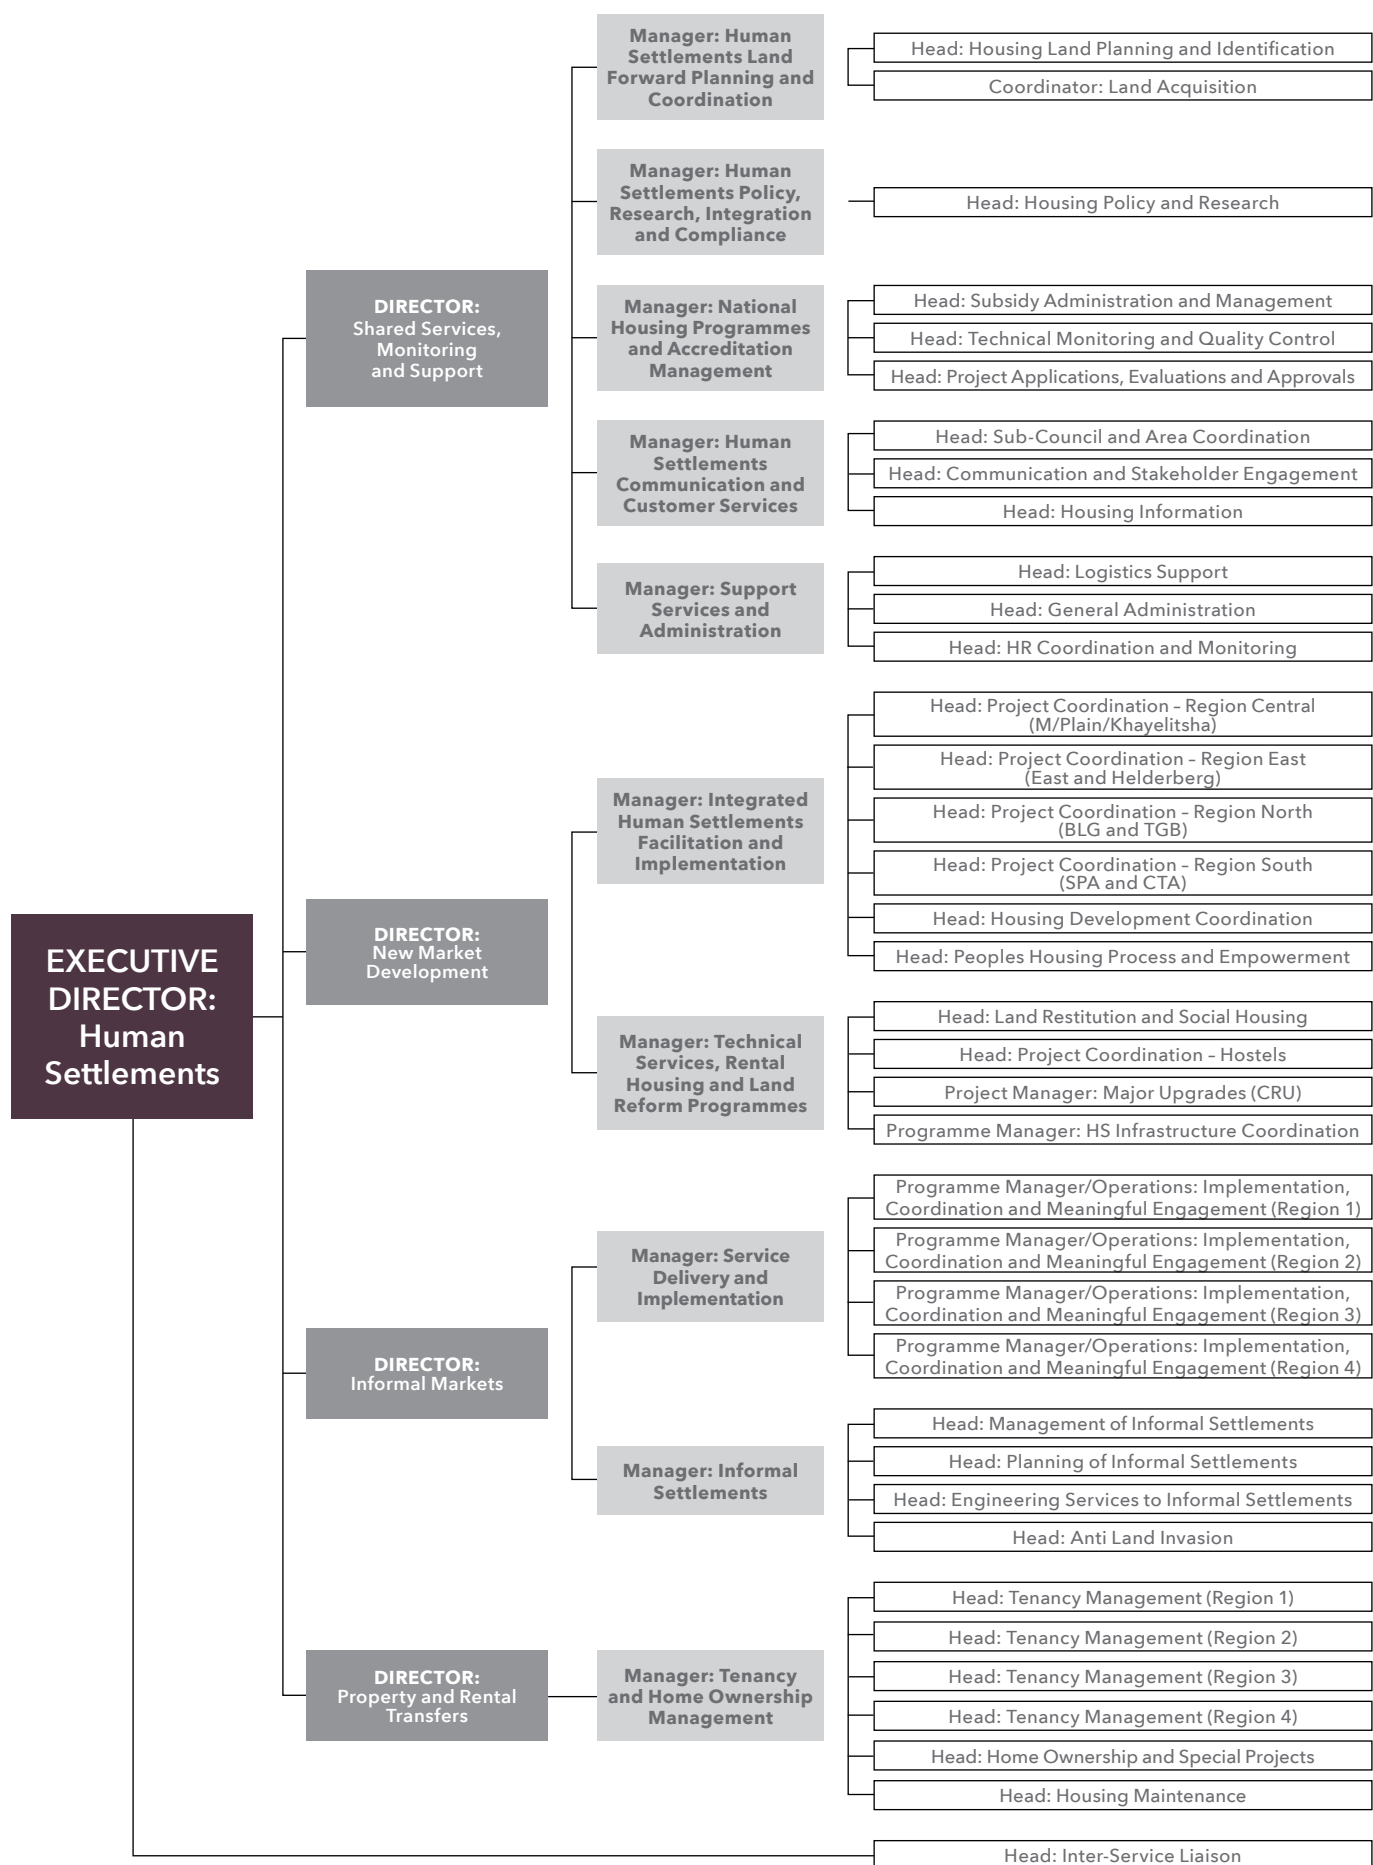 EXECUTIVE
DIRECTOR:
Human
Settlements
DIRECTOR:
Shared Services,
Monitoring
and Support
Manager: Human
Settlements Land
Forward Planning and
Coordination
Head: Housing Land Planning and Identification
Coordinator: Land Acquisition
Manager: Human
Settlements Policy,
Research, Integration
and Compliance
Head: Housing Policy and Research
Manager: National
Housing Programmes
and Accreditation
Management
Head: Subsidy Administration and Management
Head: Technical Monitoring and Quality Control
Head: Project Applications, Evaluations and Approvals
Manager: Human
Settlements
Communication and
Customer Services
Head: Sub-Council and Area Coordination
Head: Communication and Stakeholder Engagement
Head: Housing Information
Manager: Support
Services and
Administration
Head: Logistics Support
Head: General Administration
Head: HR Coordination and Monitoring
DIRECTOR:
New Market
Development
Manager: Integrated
Human Settlements
Facilitation and
Implementation
Head: Project Coordination – Region Central
(M/Plain/Khayelitsha)
Head: Project Coordination – Region East
(East and Helderberg)
Head: Project Coordination – Region North
(BLG and TGB)
Head: Project Coordination – Region South
(SPA and CTA)
Head: Housing Development Coordination
Head: Peoples Housing Process and Empowerment
Manager: Technical
Services, Rental
Housing and Land
Reform Programmes
Head: Land Restitution and Social Housing
Head: Project Coordination – Hostels
Project Manager: Major Upgrades (CRU)
Programme Manager: HS Infrastructure Coordination
DIRECTOR:
Informal Markets
Manager: Service
Delivery and
Implementation
Programme Manager/Operations: Implementation,
Coordination and Meaningful Engagement (Region 1)
Programme Manager/Operations: Implementation,
Coordination and Meaningful Engagement (Region 2)
Programme Manager/Operations: Implementation,
Coordination and Meaningful Engagement (Region 3)
Programme Manager/Operations: Implementation,
Coordination and Meaningful Engagement (Region 4)
Manager: Informal
Settlements
Head: Management of Informal Settlements
Head: Planning of Informal Settlements
Head: Engineering Services to Informal Settlements
Head: Anti Land Invasion
DIRECTOR:
Property and Rental
Transfers
Manager: Tenancy
and Home Ownership
Management
Head: Tenancy Management (Region 1)
Head: Tenancy Management (Region 2)
Head: Tenancy Management (Region 3)
Head: Tenancy Management (Region 4)
Head: Home Ownership and Special Projects
Head: Housing Maintenance
Head: Inter-Service Liaison